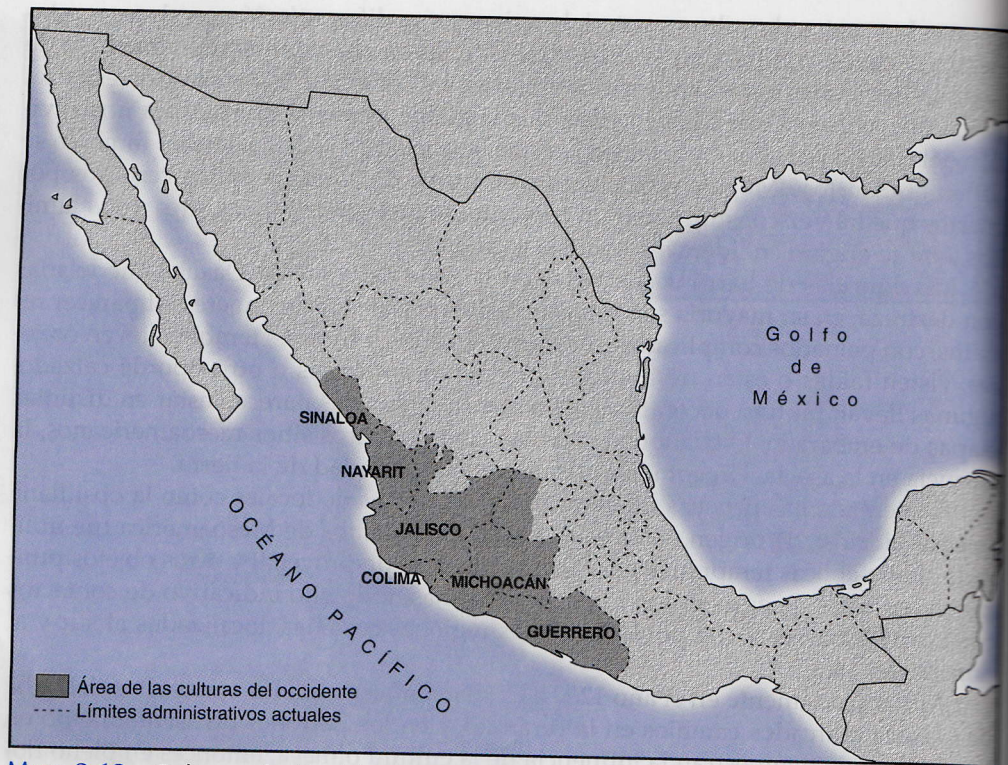 Golfo
de
México
SINALOA
NAYARIT
JALISCO
COLIMA
MICHOACÁN
GUERRERO
OCÉANO PACÍFICO
Área de las culturas del occidente
Límites administrativos actuales